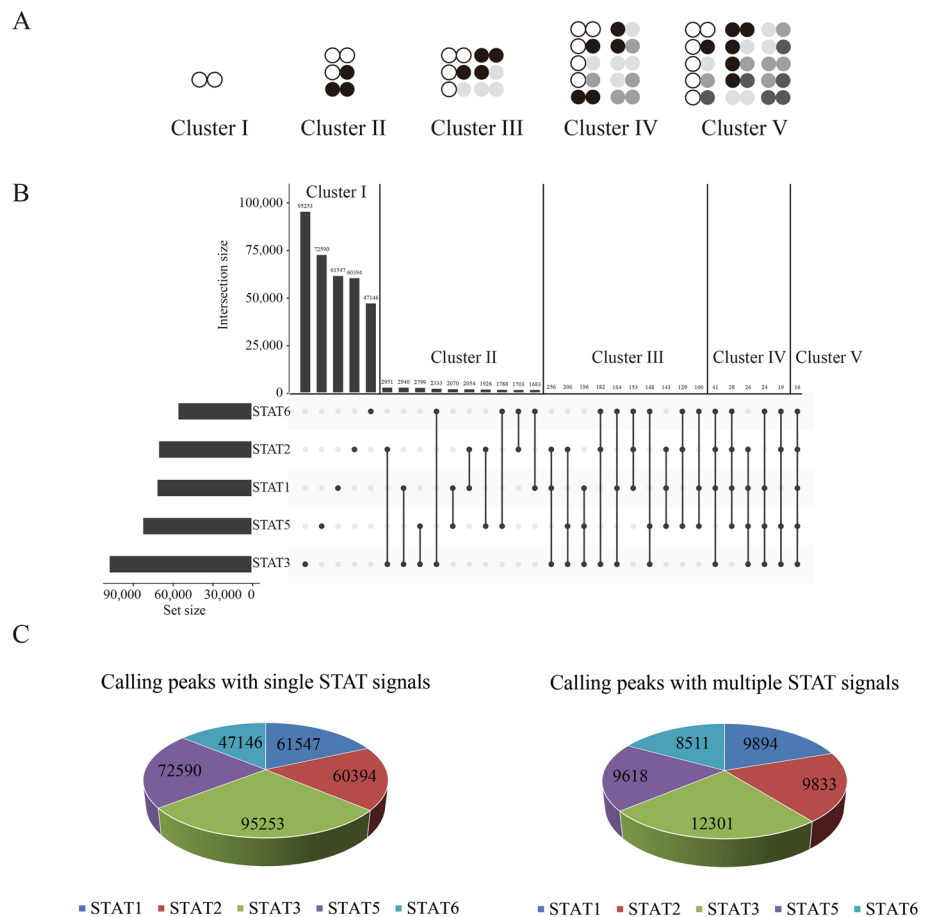 A
Cluster I
Cluster II
Cluster III
Cluster IV
Cluster V
B
Cluster I
Cluster II
Cluster III
Cluster IV
Cluster V
Intersection size
100,000
75,000
50,000
25,000
0
95253
72590
61547
60394
47146
2951
2940
2799
2333
2070
2054
1926
1788
1703
1683
256
206
196
182
164
153
148
143
129
100
41
28
26
24
19
16
STAT6
STAT2
STAT1
STAT5
STAT3
90,000 60,000 30,000 0
Set size
C
Calling peaks with single STAT signals
47146
61547
72590
60394
95253
STAT1 STAT2 STAT3 STAT5 STAT6
Calling peaks with multiple STAT signals
8511
9894
9618
9833
12301
STAT1 STAT2 STAT3 STAT5 STAT6